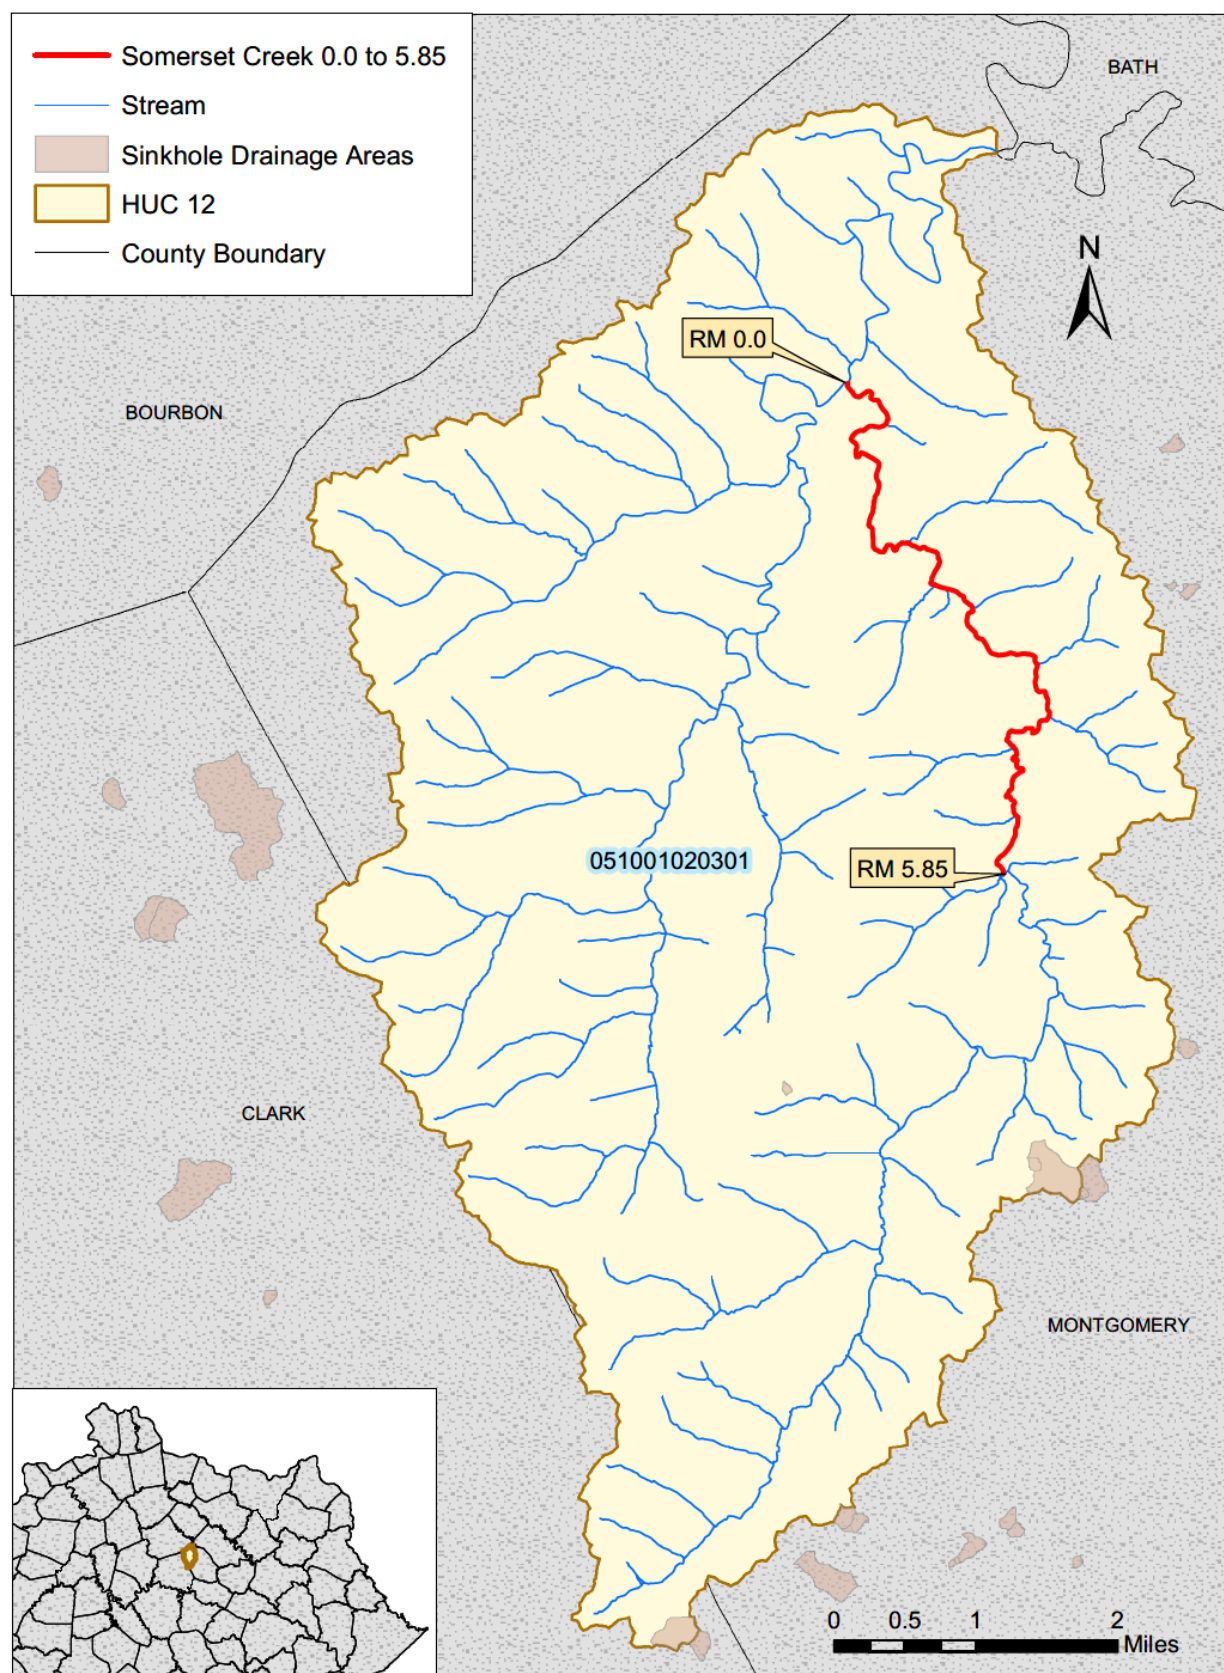 Somerset Creek 0.0 to 5.85
Stream
Sinkhole Drainage Areas
HUC 12
County Boundary
BATH
N
RM 0.0
BOURBON
051001020301
RM 5.85
CLARK
MONTGOMERY
0 0.5 1 2
Miles